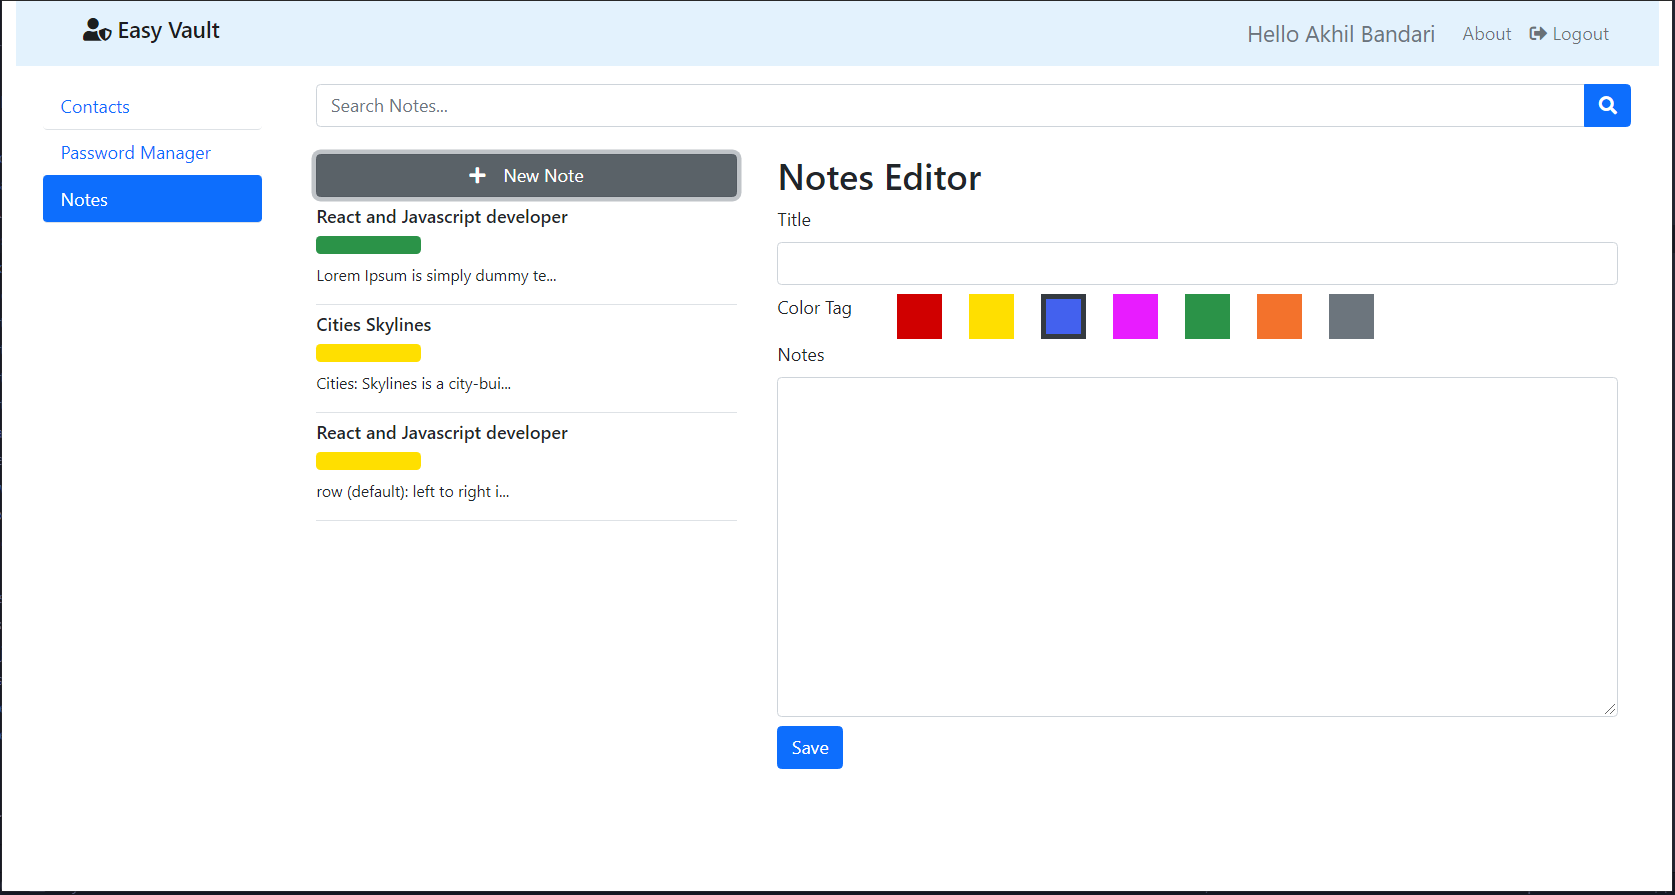 Easy Vault
Hello Akhil Bandari
About
Logout
Contacts
Password Manager
Notes
Search Notes...
New Note
React and Javascript developer
Lorem Ipsum is simply dummy te...
Cities Skylines
Cities: Skylines is a city-bui...
React and Javascript developer
row (default): left to right i...
Notes Editor
Title
Color Tag
Notes
Save